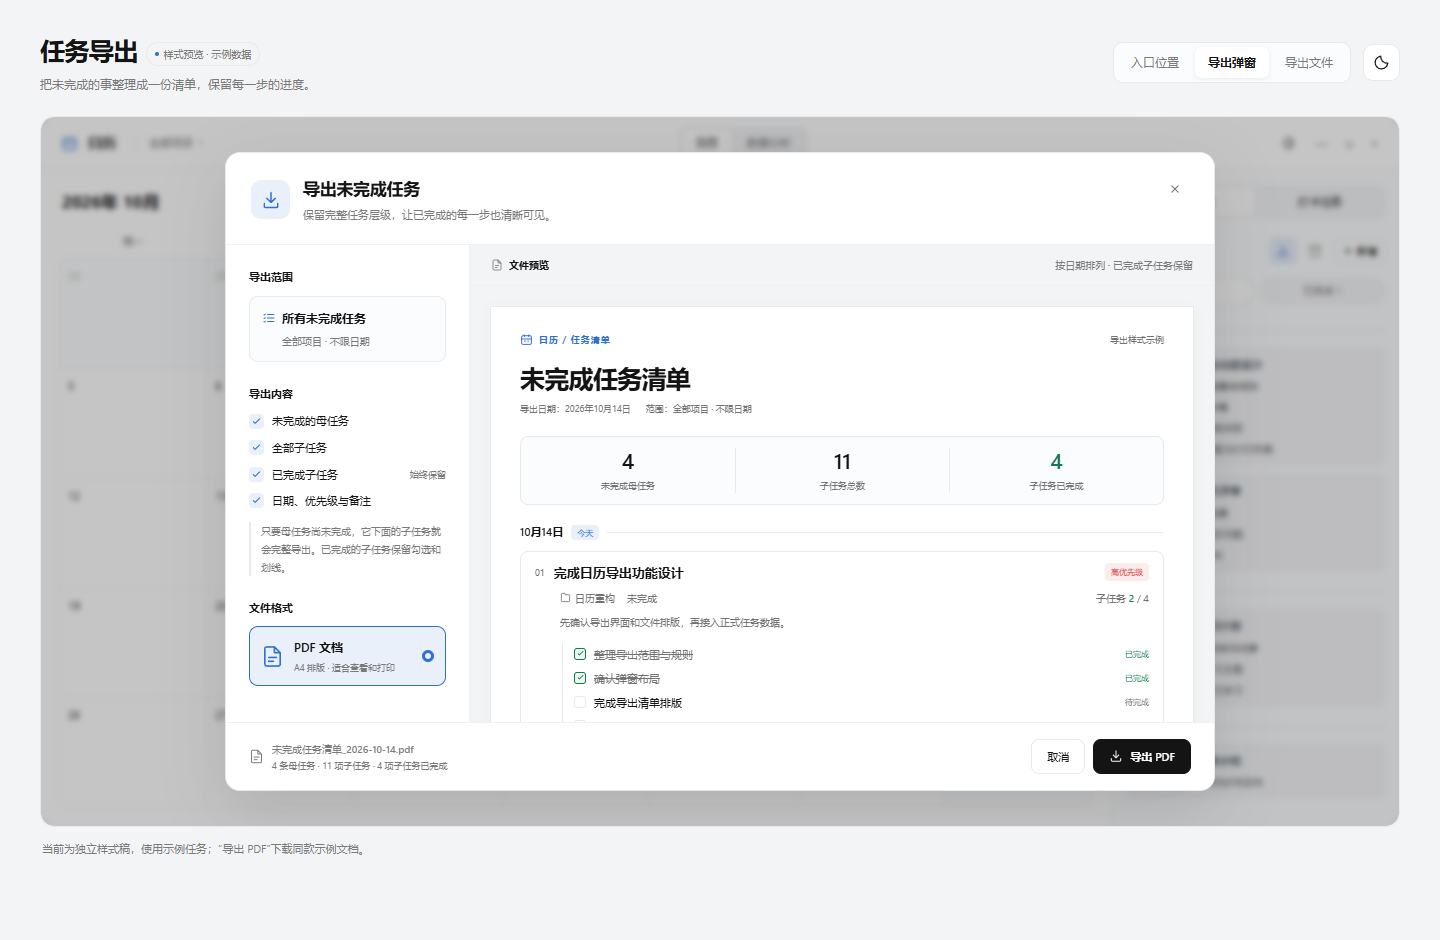 任务导出
样式预览 · 示例数据
把未完成的事整理成一份清单，保留每一步的进度。
入口位置
导出弹窗
导出文件
2026年 10月
导出未完成任务
保留完整任务层级，让已完成的每一步也清晰可见。
导出范围
所有未完成任务
全部项目 · 不限日期
导出内容
未完成的母任务
全部子任务
已完成子任务
始终保留
日期、优先级与备注
只要母任务尚未完成，它下面的子任务就
会完整导出。已完成的子任务保留勾选和
划线。
文件格式
PDF 文档
A4 排版 · 适合查看和打印
文件预览
按日期排列 · 已完成子任务保留
日历 / 任务清单
导出样式示例
未完成任务清单
导出日期：2026年10月14日
范围：全部项目 · 不限日期
4
未完成母任务
11
子任务总数
4
子任务已完成
10月14日
今天
01
完成日历导出功能设计
高优先级
日历重构
未完成
子任务 2 / 4
先确认导出界面和文件排版，再接入正式任务数据。
整理导出范围与规则
已完成
确认弹窗布局
已完成
完成导出清单排版
待完成
未完成任务清单_2026-10-14.pdf
4 条母任务 · 11 项子任务 · 4 项子任务已完成
取消
导出 PDF
当前为独立样式稿，使用示例任务；“导出 PDF”下载同款示例文档。